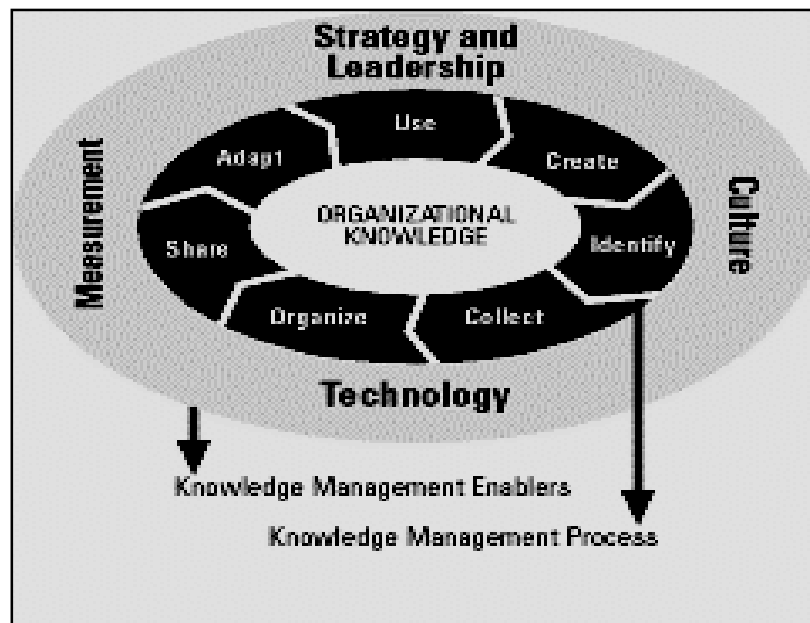 Strategy and
Leadership
Use
Adapt
Create
Measurement
Culture
ORGANIZATIONAL
KNOWLEDGE
Share
Identify
Organize
Collect
Technology
Knowledge Management Enablers
Knowledge Management Process